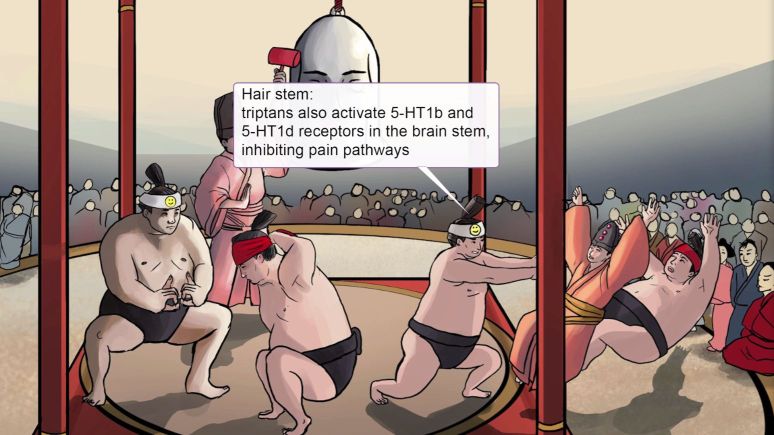 Hair stem:
triptans also activate 5-HT1b and
5-HT1d receptors in the brain stem,
inhibiting pain pathways